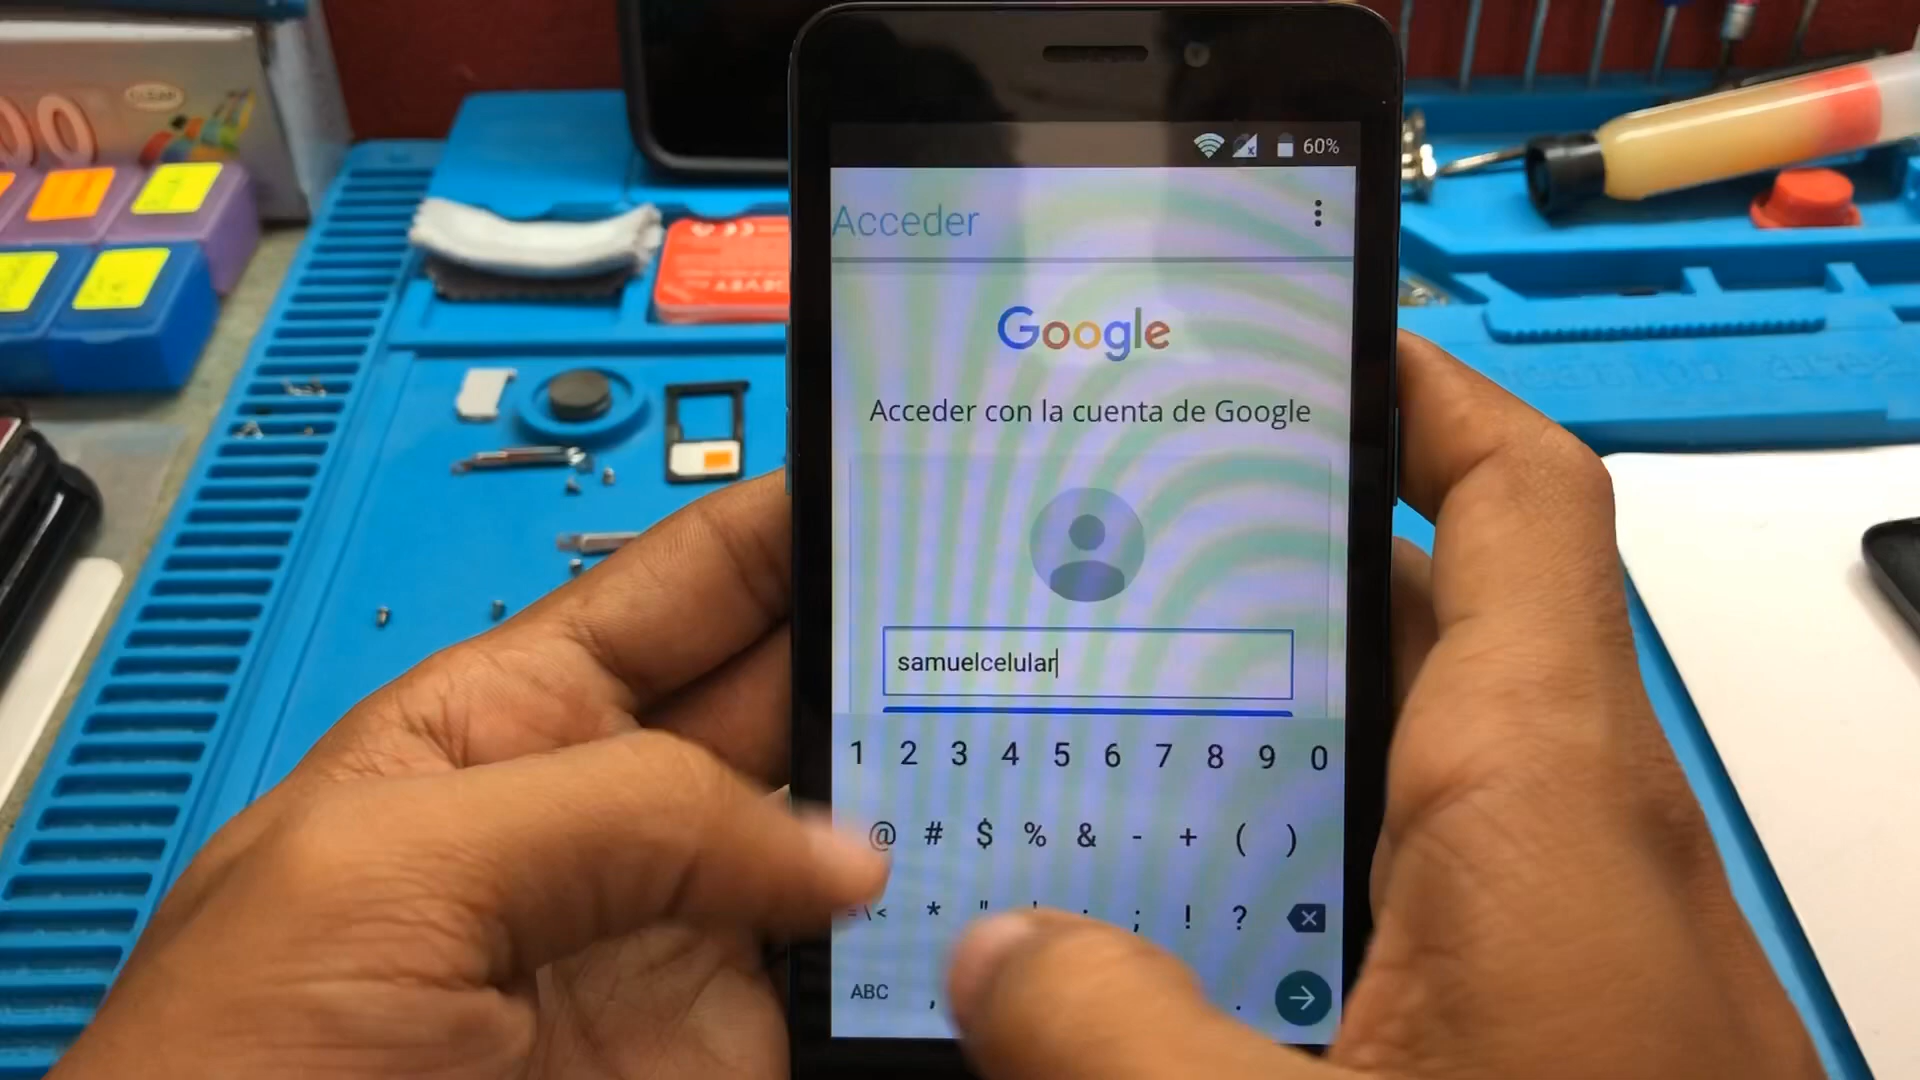 60%
Acceder
Google
Acceder con la cuenta de Google
samuelcelular
1 2 3 4 5 6 7 8 9 0
@ # $ % & - + ( )
= \ < * " ' : ; ! ?
ABC , .